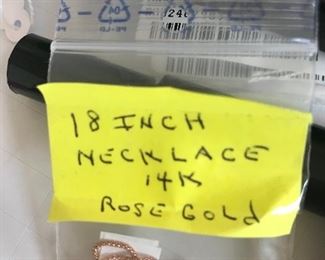 18 INCH
NECKLACE
14K
ROSE GOLD